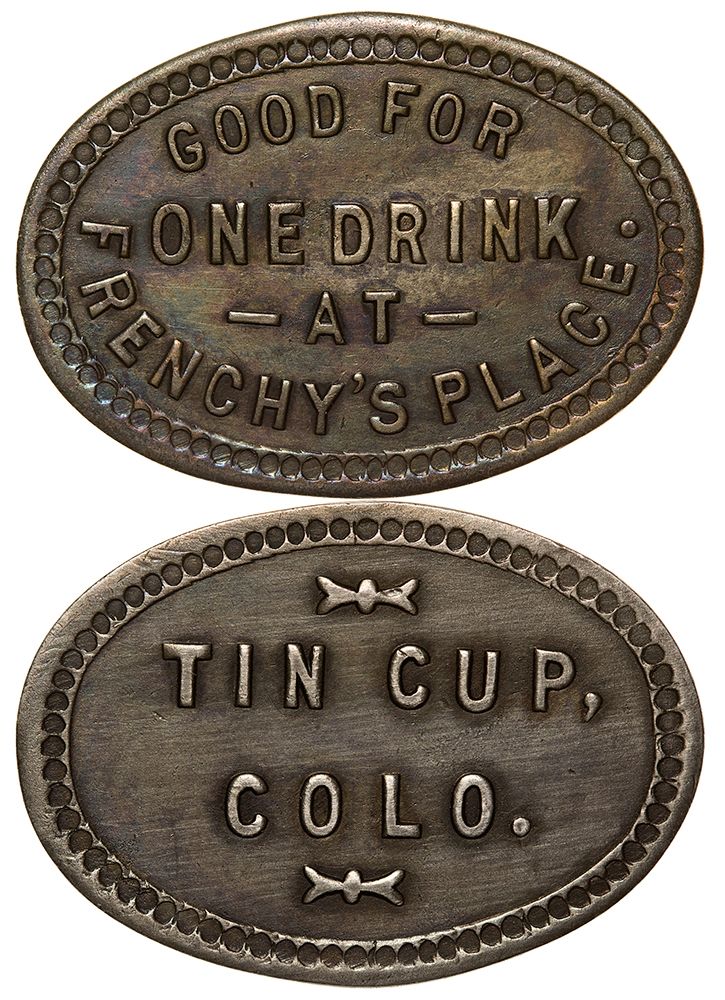 GOOD FOR
ONE DRINK
— AT —
FRENCHY'S PLACE.
TIN CUP,
COLO.